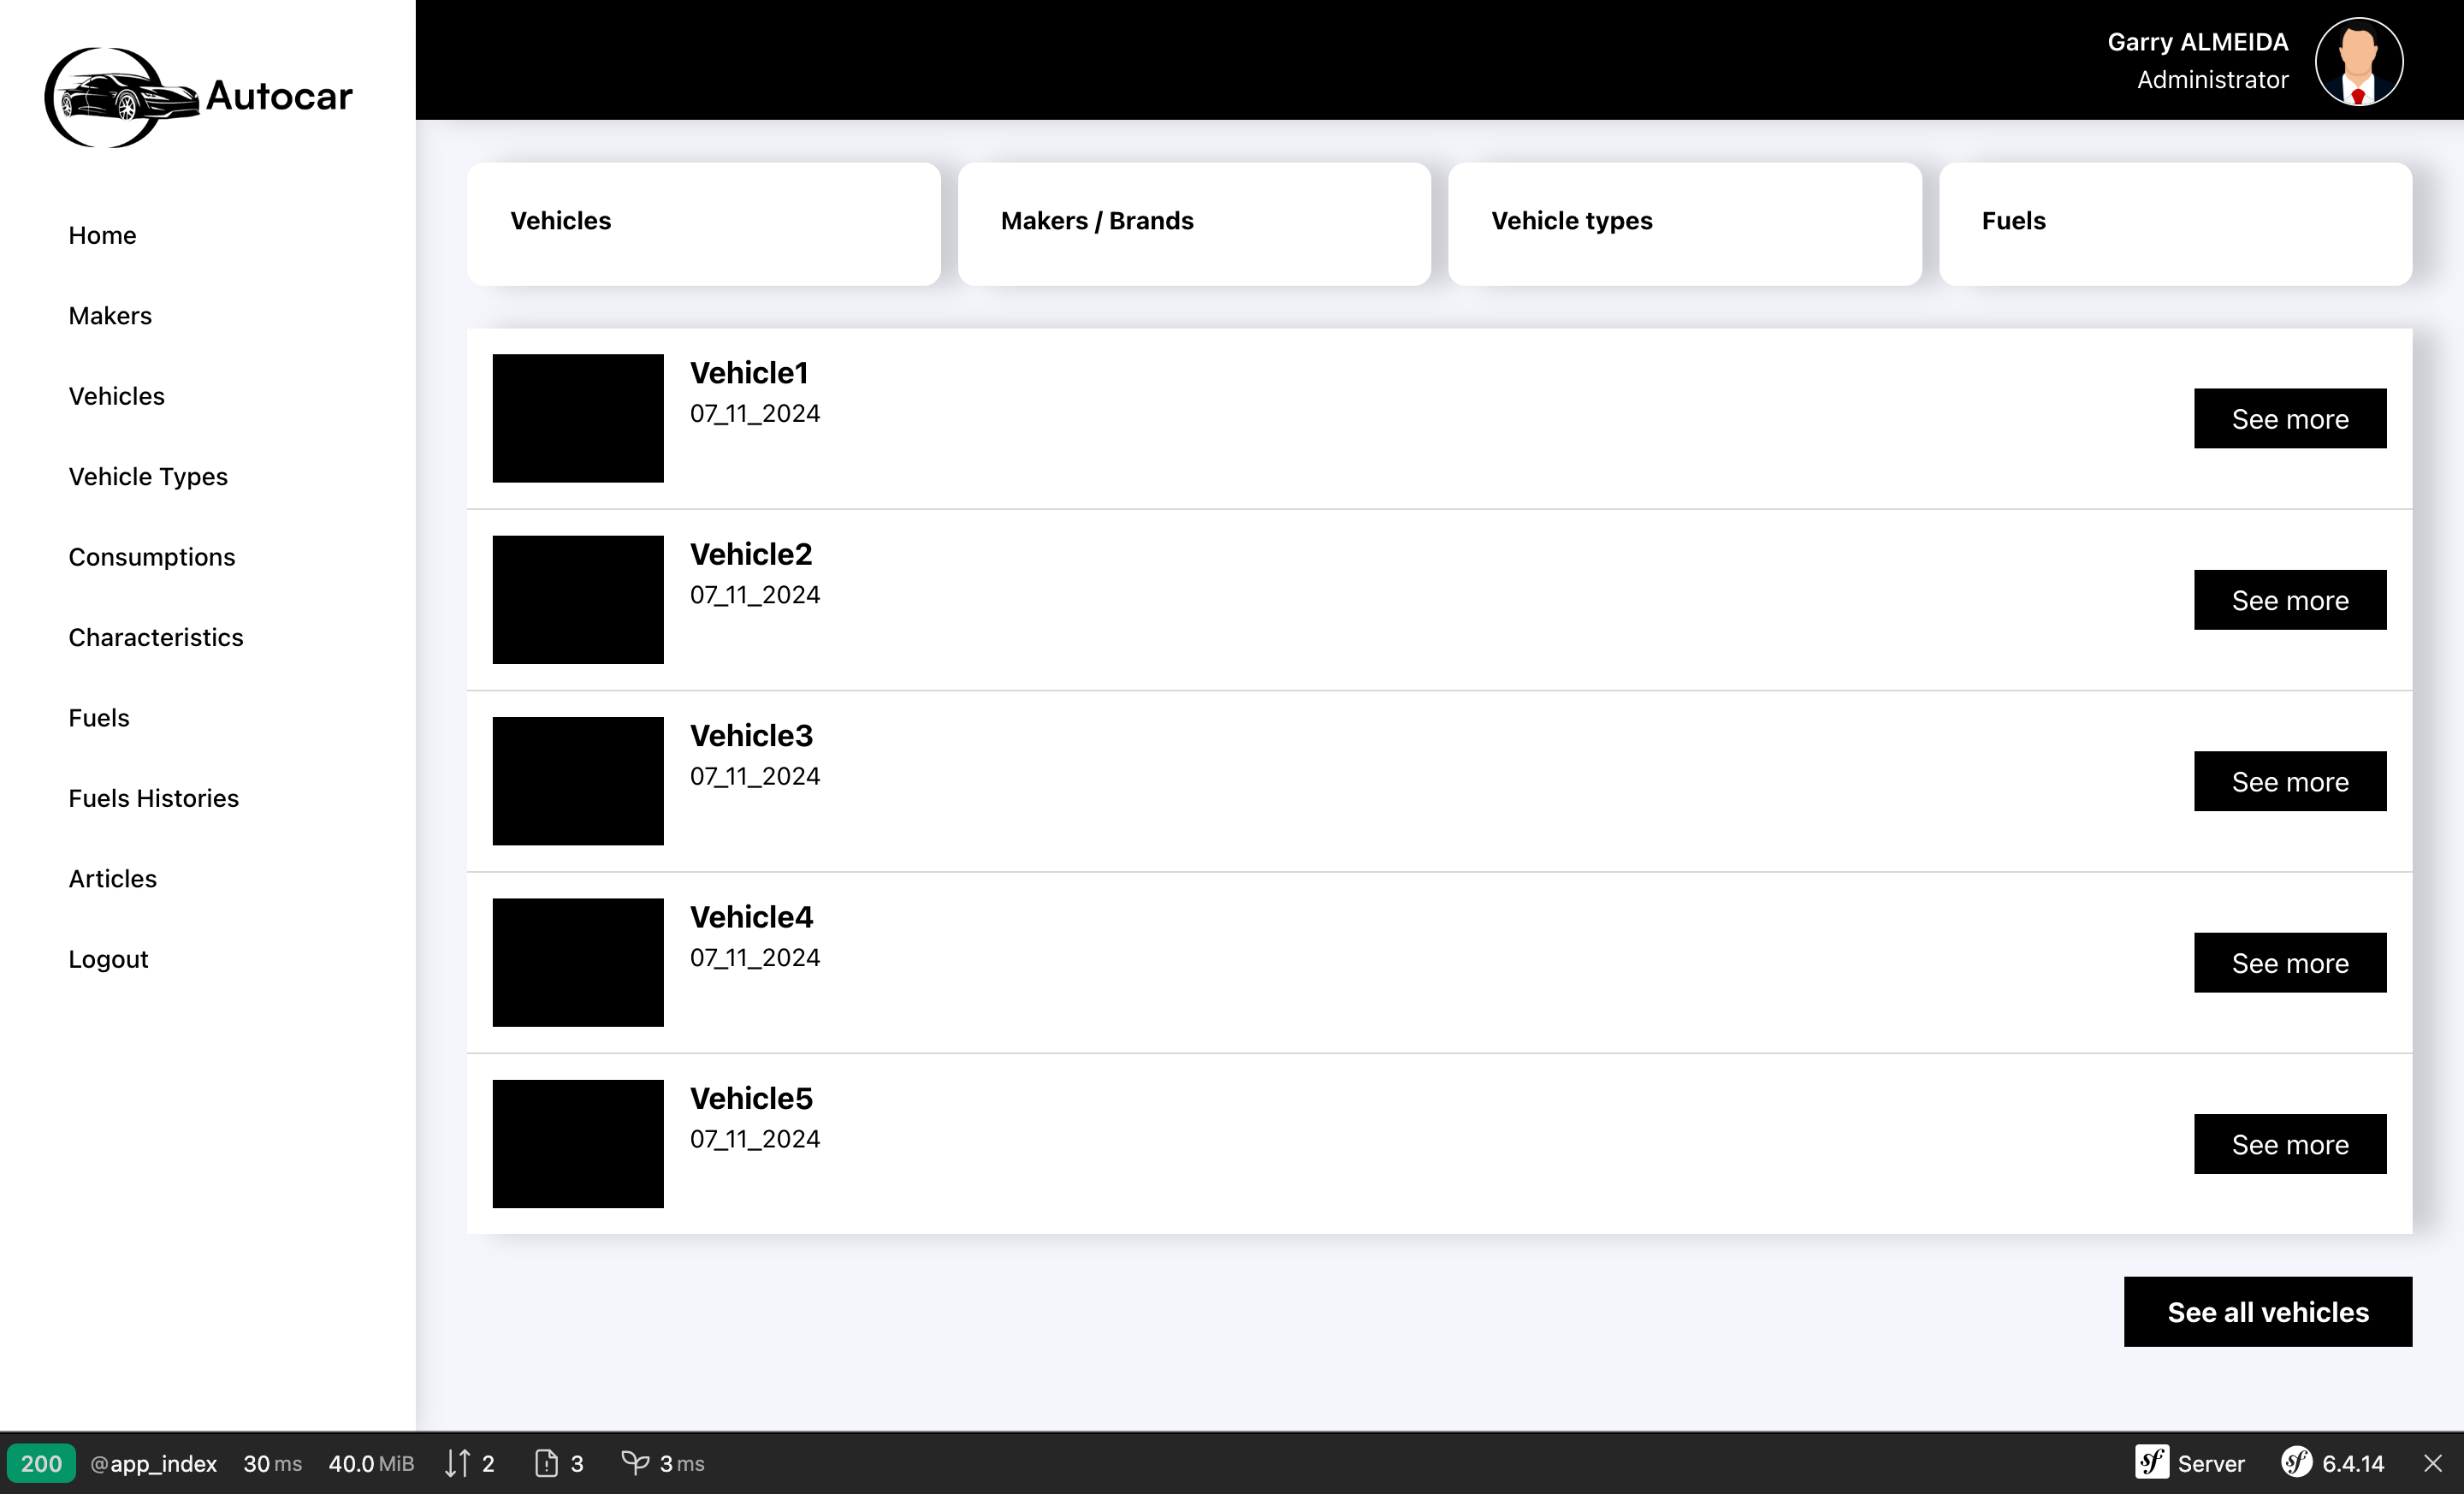 Autocar
Home
Makers
Vehicles
Vehicle Types
Consumptions
Characteristics
Fuels
Fuels Histories
Articles
Logout
Garry ALMEIDA
Administrator
Vehicles
Makers / Brands
Vehicle types
Fuels
Vehicle1
07_11_2024
See more
Vehicle2
07_11_2024
See more
Vehicle3
07_11_2024
See more
Vehicle4
07_11_2024
See more
Vehicle5
07_11_2024
See more
See all vehicles
200 @app_index 30 ms 40.0 MiB 2 3 3 ms sf Server sf 6.4.14